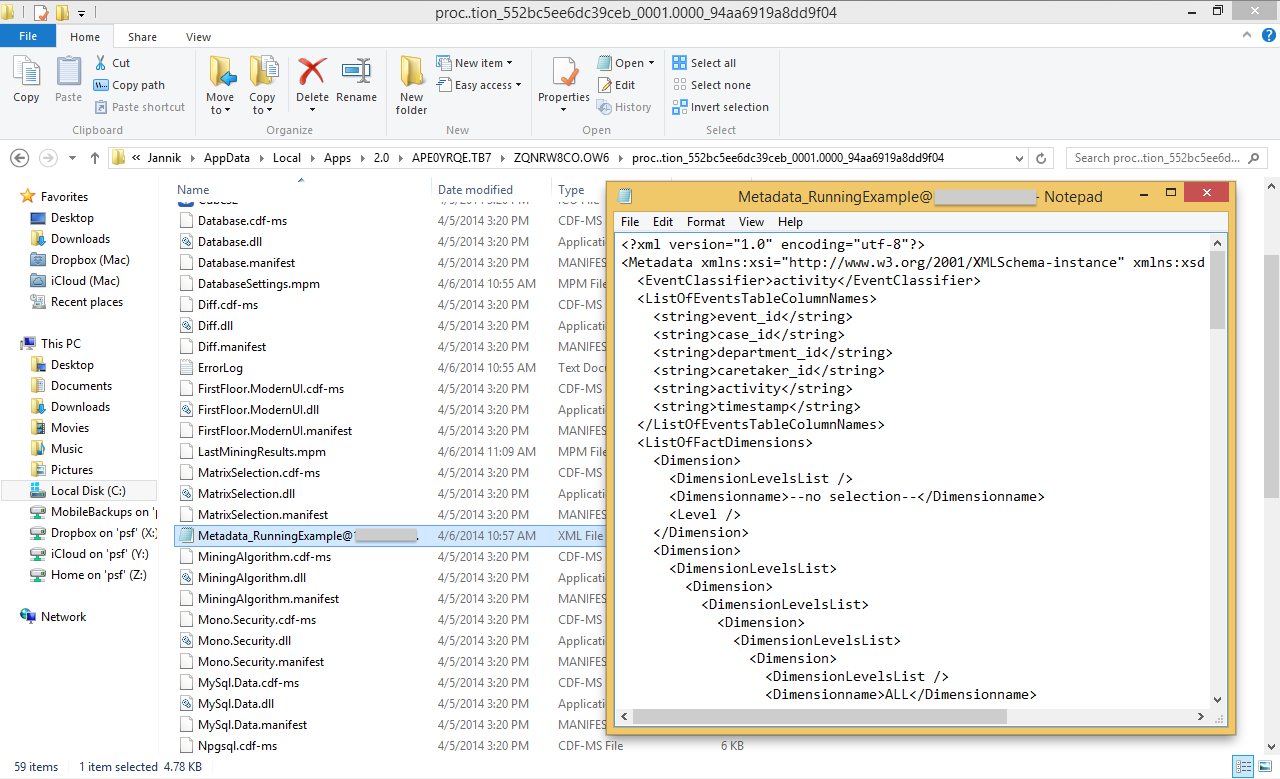 proc..tion_552bc5ee6dc39ceb_0001.0000_94aa6919a8dd9f04
File Home Share View
Copy
Paste
Cut
Copy path
Paste shortcut
Clipboard
Move to
Copy to
Delete
Rename
Organize
New folder
New item
Easy access
New
Properties
Open
Edit
History
Open
Select all
Select none
Invert selection
Select
« Jannik AppData Local Apps 2.0 APE0YRQE.TB7 ZQNRW8CO.OW6 proc..tion_552bc5ee6dc39ceb_0001.0000_94aa6919a8dd9f04
Search proc..tion_552bc5ee6d...
Favorites
Desktop
Downloads
Dropbox (Mac)
iCloud (Mac)
Recent places
This PC
Desktop
Documents
Downloads
Movies
Music
Pictures
Local Disk (C:)
MobileBackups on 'p
Dropbox on 'psf' (X:)
iCloud on 'psf' (Y:)
Home on 'psf' (Z:)
Network
Name Date modified Type
Database.cdf-ms 4/5/2014 3:20 PM CDF-MS
Database.dll 4/5/2014 3:20 PM Applicati
Database.manifest 4/5/2014 3:20 PM MANIFES
DatabaseSettings.mpm 4/6/2014 10:55 AM MPM File
Diff.cdf-ms 4/5/2014 3:20 PM CDF-MS
Diff.dll 4/5/2014 3:20 PM Applicati
Diff.manifest 4/5/2014 3:20 PM MANIFES
ErrorLog 4/6/2014 10:55 AM Text Docu
FirstFloor.ModernUI.cdf-ms 4/5/2014 3:20 PM CDF-MS
FirstFloor.ModernUI.dll 4/5/2014 3:20 PM Applicati
FirstFloor.ModernUI.manifest 4/5/2014 3:20 PM MANIFES
LastMiningResults.mpm 4/6/2014 11:09 AM MPM File
MatrixSelection.cdf-ms 4/5/2014 3:20 PM CDF-MS
MatrixSelection.dll 4/5/2014 3:20 PM Applicati
MatrixSelection.manifest 4/5/2014 3:20 PM MANIFES
Metadata_RunningExample@ 4/6/2014 10:57 AM XML File
MiningAlgorithm.cdf-ms 4/5/2014 3:20 PM CDF-MS
MiningAlgorithm.dll 4/5/2014 3:20 PM Applicati
MiningAlgorithm.manifest 4/5/2014 3:20 PM MANIFES
Mono.Security.cdf-ms 4/5/2014 3:20 PM CDF-MS
Mono.Security.dll 4/5/2014 3:20 PM Applicati
Mono.Security.manifest 4/5/2014 3:20 PM MANIFES
MySql.Data.cdf-ms 4/5/2014 3:20 PM CDF-MS
MySql.Data.dll 4/5/2014 3:20 PM Applicati
MySql.Data.manifest 4/5/2014 3:20 PM MANIFES
Npgsql.cdf-ms 4/5/2014 3:20 PM CDF-MS File 6 KB
Metadata_RunningExample@ - Notepad
File Edit Format View Help
<?xml version="1.0" encoding="utf-8"?>
<Metadata xmlns:xsi="http://www.w3.org/2001/XMLSchema-instance" xmlns:xsd
<EventClassifier>activity</EventClassifier>
<ListOfEventsTableColumnNames>
<string>event_id</string>
<string>case_id</string>
<string>department_id</string>
<string>caretaker_id</string>
<string>activity</string>
<string>timestamp</string>
</ListOfEventsTableColumnNames>
<ListOfFactDimensions>
<Dimension>
<DimensionLevelsList />
<Dimensionname>--no selection--</Dimensionname>
<Level />
</Dimension>
<Dimension>
<DimensionLevelsList>
<Dimension>
<DimensionLevelsList>
<Dimension>
<DimensionLevelsList>
<Dimension>
<DimensionLevelsList />
<Dimensionname>ALL</Dimensionname>
59 items 1 item selected 4.78 KB